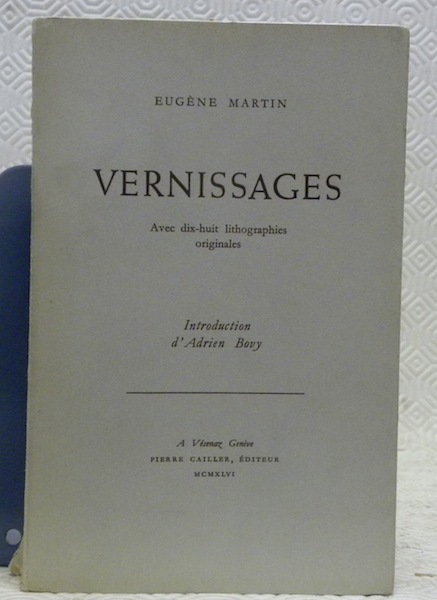 EUGÈNE MARTIN
VERNISSAGES
Avec dix-huit lithographies
originales
Introduction
d'Adrien Bovy
A Vésenaz Genève
PIERRE CAILLER, ÉDITEUR
MCMXLVI